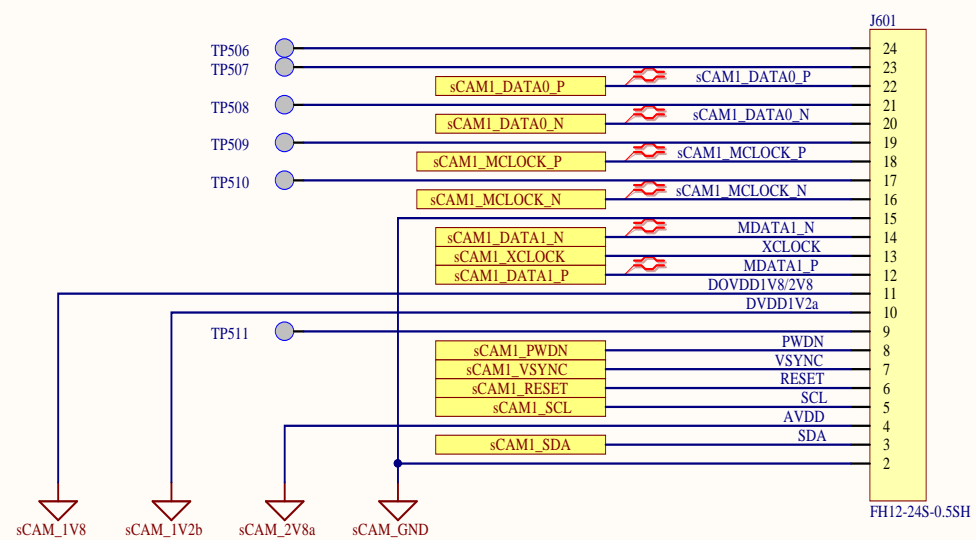 J601
TP506
24
TP507
23
sCAM1_DATA0_P
sCAM1_DATA0_P
22
TP508
21
sCAM1_DATA0_N
sCAM1_DATA0_N
20
TP509
19
sCAM1_MCLOCK_P
sCAM1_MCLOCK_P
18
TP510
17
sCAM1_MCLOCK_N
sCAM1_MCLOCK_N
16
15
sCAM1_DATA1_N
MDATA1_N
14
sCAM1_XCLOCK
XCLOCK
13
sCAM1_DATA1_P
MDATA1_P
12
DOVDD1V8/2V8
11
DVDD1V2a
10
TP511
9
sCAM1_PWDN
PWDN
8
sCAM1_VSYNC
VSYNC
7
sCAM1_RESET
RESET
6
sCAM1_SCL
SCL
5
AVDD
4
sCAM1_SDA
SDA
3
2
FH12-24S-0.5SH
sCAM_1V8
sCAM_1V2b
sCAM_2V8a
sCAM_GND